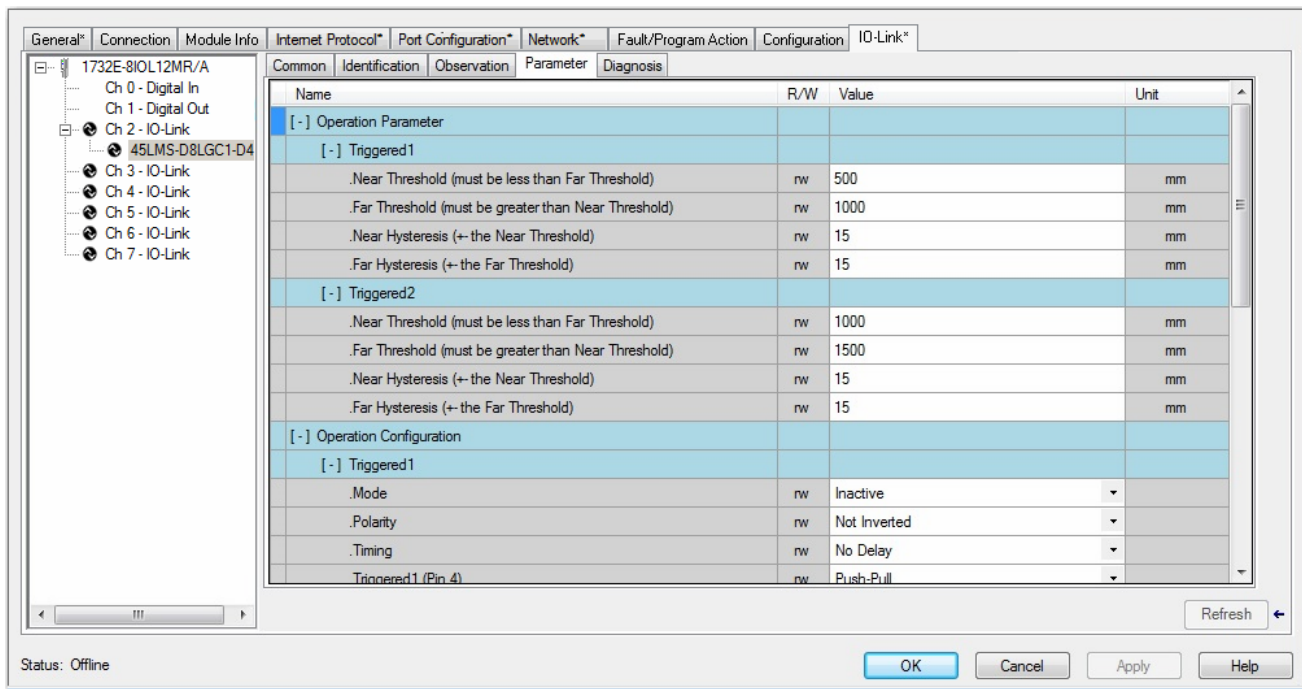 General* Connection Module Info Internet Protocol* Port Configuration* Network* Fault/Program Action Configuration IO-Link*
1732E-8IOL12MR/A
Ch 0 - Digital In
Ch 1 - Digital Out
Ch 2 - IO-Link
45LMS-D8LGC1-D4
Ch 3 - IO-Link
Ch 4 - IO-Link
Ch 5 - IO-Link
Ch 6 - IO-Link
Ch 7 - IO-Link
Common Identification Observation Parameter Diagnosis
Name R/W Value Unit
[-] Operation Parameter
[-] Triggered1
.Near Threshold (must be less than Far Threshold) rw 500 mm
.Far Threshold (must be greater than Near Threshold) rw 1000 mm
.Near Hysteresis (+- the Near Threshold) rw 15 mm
.Far Hysteresis (+- the Far Threshold) rw 15 mm
[-] Triggered2
.Near Threshold (must be less than Far Threshold) rw 1000 mm
.Far Threshold (must be greater than Near Threshold) rw 1500 mm
.Near Hysteresis (+- the Near Threshold) rw 15 mm
.Far Hysteresis (+- the Far Threshold) rw 15 mm
[-] Operation Configuration
[-] Triggered1
.Mode rw Inactive
.Polarity rw Not Inverted
.Timing rw No Delay
.Triggered1 (Pin 4) rw Push-Pull
Refresh
Status: Offline OK Cancel Apply Help